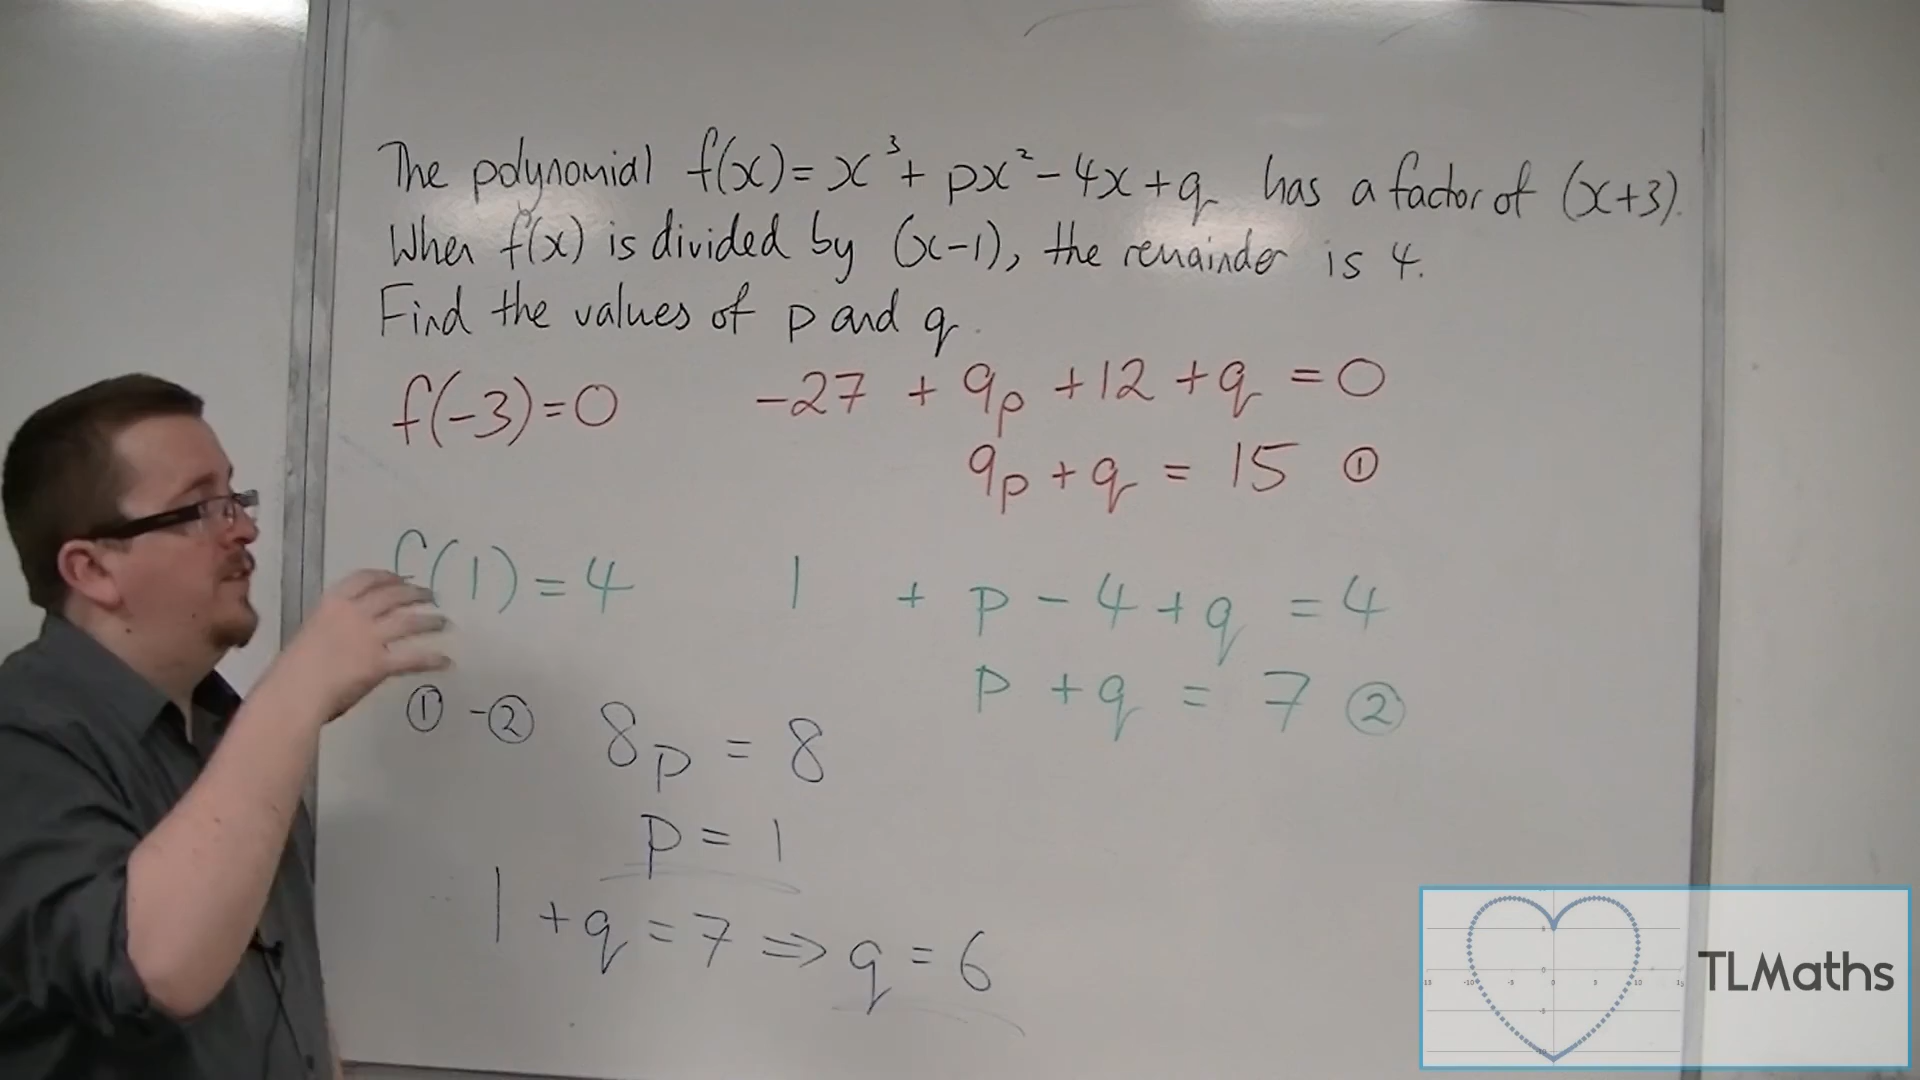 The polynomial f(x) = x³ + px² - 4x + q has a factor of (x+3).
When f(x) is divided by (x-1), the remainder is 4.
Find the values of p and q.
f(-3) = 0 -27 + 9p + 12 + q = 0
9p + q = 15 ①
f(1) = 4 1 + p - 4 + q = 4
p + q = 7 ②
① - ② 8p = 8
p = 1
1 + q = 7 ⇒ q = 6
TLMaths